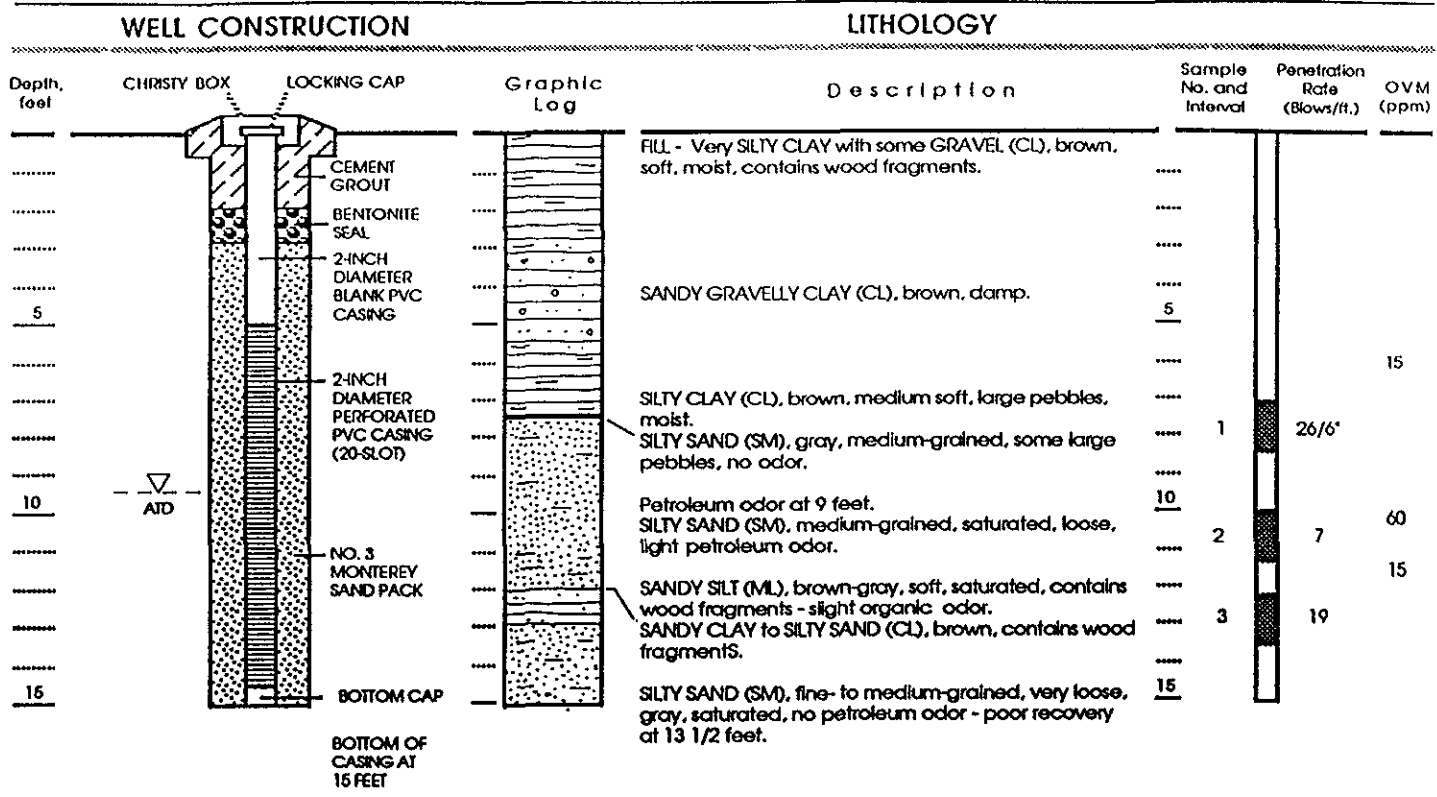 WELL CONSTRUCTION
LITHOLOGY
Depth, feet
CHRISTY BOX
LOCKING CAP
Graphic Log
Description
Sample No. and Interval
Penetration Rate (Blows/ft.)
OVM (ppm)
CEMENT
GROUT
BENTONITE
SEAL
2-INCH
DIAMETER
BLANK PVC
CASING
5
2-INCH
DIAMETER
PERFORATED
PVC CASING
(20-SLOT)
ATD
10
NO. 3
MONTEREY
SAND PACK
15
BOTTOM CAP
BOTTOM OF
CASING AT
15 FEET
FILL - Very SILTY CLAY with some GRAVEL (CL), brown,
soft, moist, contains wood fragments.
SANDY GRAVELLY CLAY (CL), brown, damp.
SILTY CLAY (CL), brown, medium soft, large pebbles,
moist.
SILTY SAND (SM), gray, medium-grained, some large
pebbles, no odor.
Petroleum odor at 9 feet.
SILTY SAND (SM), medium-grained, saturated, loose,
light petroleum odor.
SANDY SILT (ML), brown-gray, soft, saturated, contains
wood fragments - slight organic odor.
SANDY CLAY to SILTY SAND (CL), brown, contains wood
fragmentS.
SILTY SAND (SM), fine- to medium-grained, very loose,
gray, saturated, no petroleum odor - poor recovery
at 13 1/2 feet.
5
15
1 26/6"
10
60
2 7
15
3 19
15